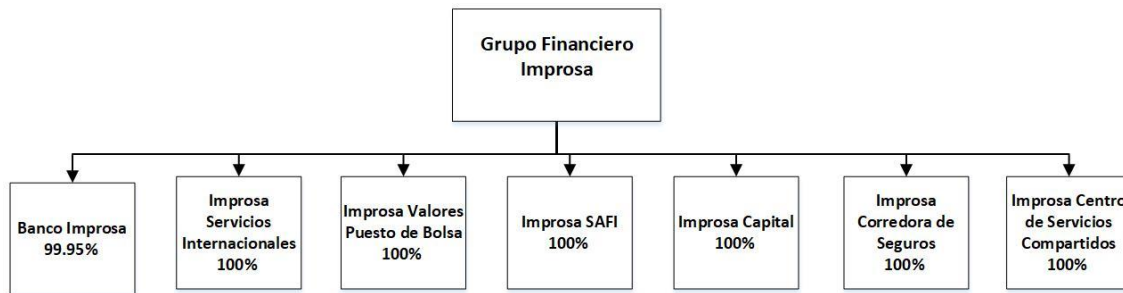 Grupo Financiero
Improsa
Banco Improsa
99.95%
Improsa
Servicios
Internacionales
100%
Improsa Valores
Puesto de Bolsa
100%
Improsa SAFI
100%
Improsa Capital
100%
Improsa
Corredora de
Seguros
100%
Improsa Centro
de Servicios
Compartidos
100%